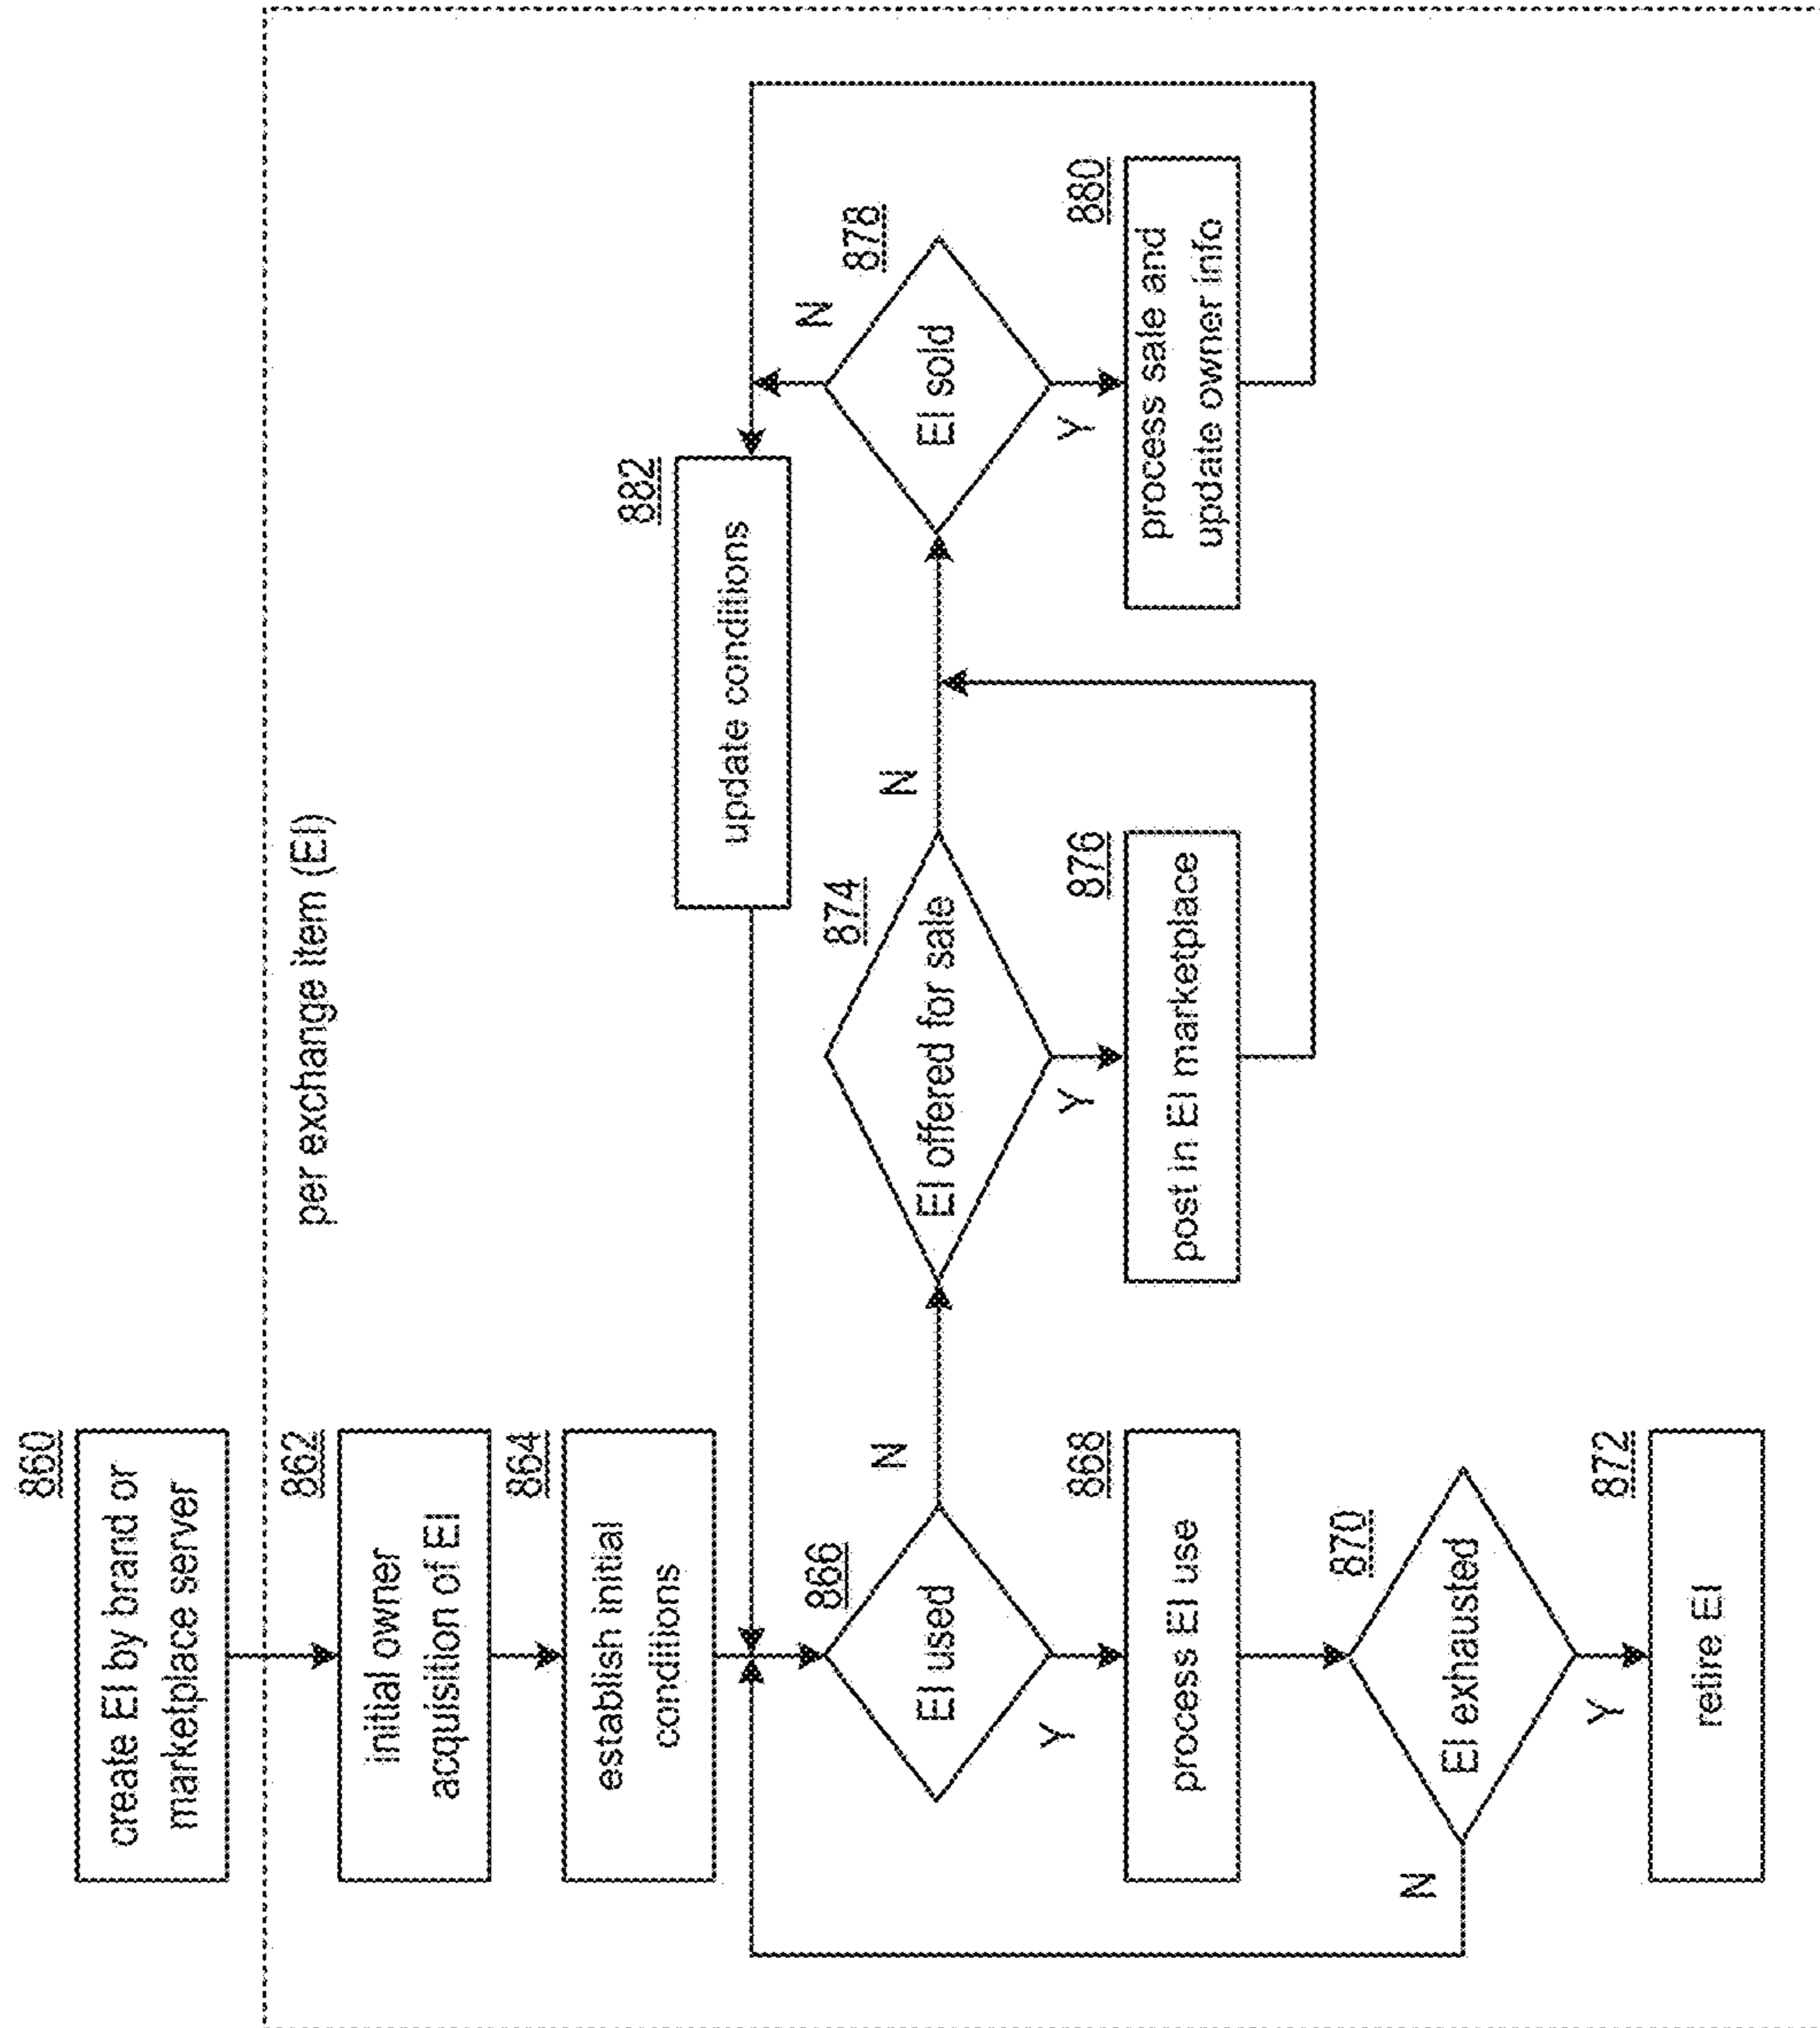 860
create EI by brand or
marketplace server
per exchange item (EI)
862
initial owner
acquisition of EI
864
establish initial
conditions
866
EI used
N
Y
868
process EI use
870
EI exhausted
N
Y
872
retire EI
874
EI offered for sale
N
Y
876
post in EI marketplace
878
EI sold
N
Y
880
process sale and
update owner info
882
update conditions